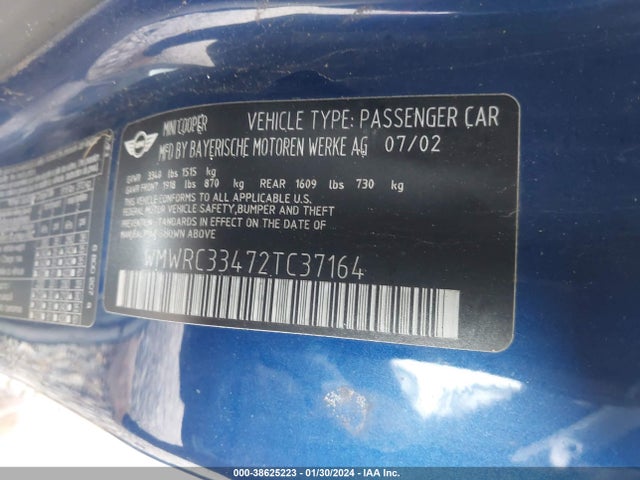 MINI COOPER VEHICLE TYPE: PASSENGER CAR
MFD BY BAYERISCHE MOTOREN WERKE AG 07/02
GVWR 3340 lbs 1515 kg
GAWR FRONT 1918 lbs 870 kg REAR 1609 lbs 730 kg
THIS VEHICLE CONFORMS TO ALL APPLICABLE U.S.
FEDERAL MOTOR VEHICLE SAFETY, BUMPER AND THEFT
PREVENTION STANDARDS IN EFFECT ON THE DATE OF
MANUFACTURE SHOWN ABOVE
WMWRC33472TC37164
000-38625223 - 01/30/2024 - IAA Inc.